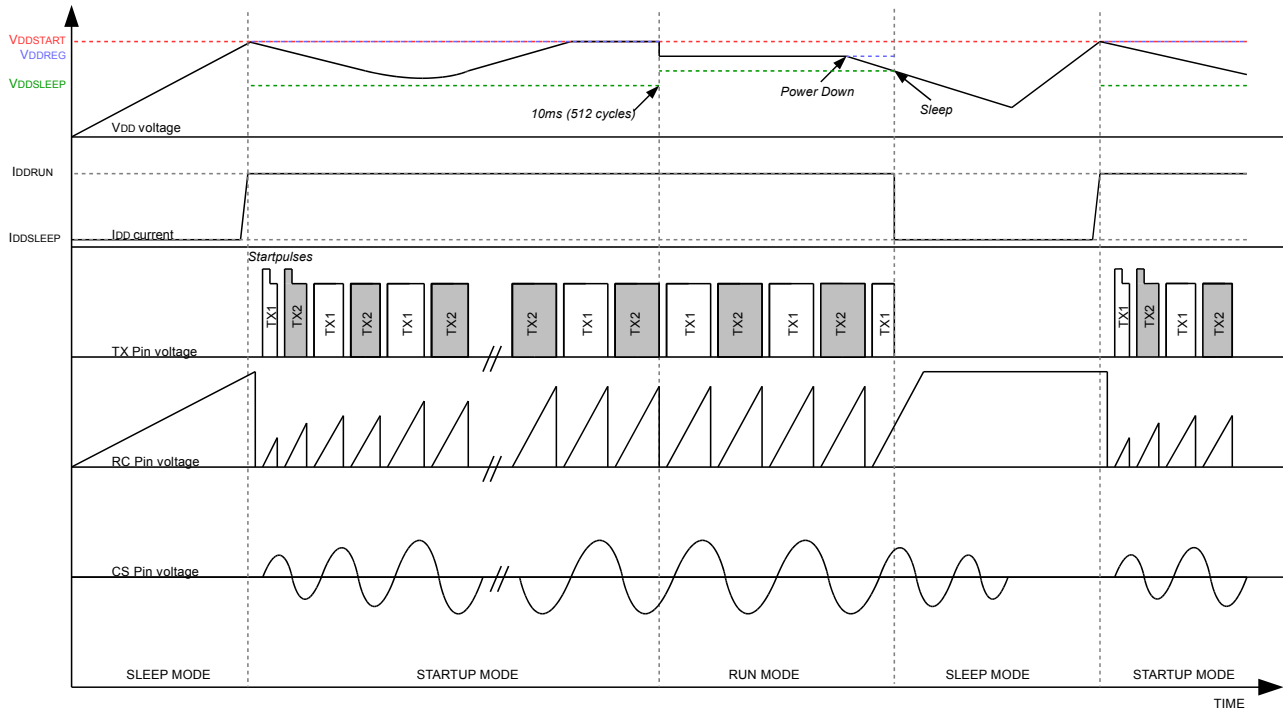 VDDSTART
VDDREG
VDDSLEEP
10ms (512 cycles)
Power Down
Sleep
VDD voltage
IDDRUN
IDDSLEEP
IDD current
Startpulses
TX1
TX2
TX1
TX2
TX1
TX2
TX2
TX1
TX2
TX1
TX2
TX1
TX2
TX1
TX1
TX2
TX1
TX2
TX Pin voltage
RC Pin voltage
CS Pin voltage
SLEEP MODE
STARTUP MODE
RUN MODE
SLEEP MODE
STARTUP MODE
TIME